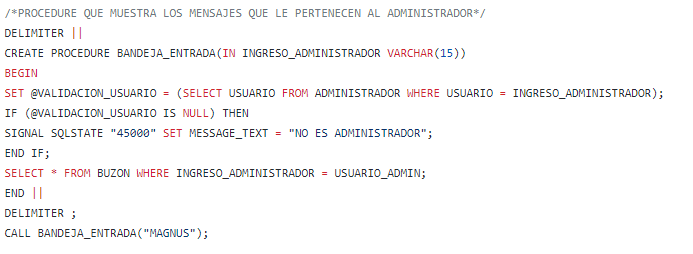 /*PROCEDURE QUE MUESTRA LOS MENSAJES QUE LE PERTENECEN AL ADMINISTRADOR*/
DELIMITER ||
CREATE PROCEDURE BANDEJA_ENTRADA(IN INGRESO_ADMINISTRADOR VARCHAR(15))
BEGIN
SET @VALIDACION_USUARIO = (SELECT USUARIO FROM ADMINISTRADOR WHERE USUARIO = INGRESO_ADMINISTRADOR);
IF (@VALIDACION_USUARIO IS NULL) THEN
SIGNAL SQLSTATE "45000" SET MESSAGE_TEXT = "NO ES ADMINISTRADOR";
END IF;
SELECT * FROM BUZON WHERE INGRESO_ADMINISTRADOR = USUARIO_ADMIN;
END ||
DELIMITER ;
CALL BANDEJA_ENTRADA("MAGNUS");